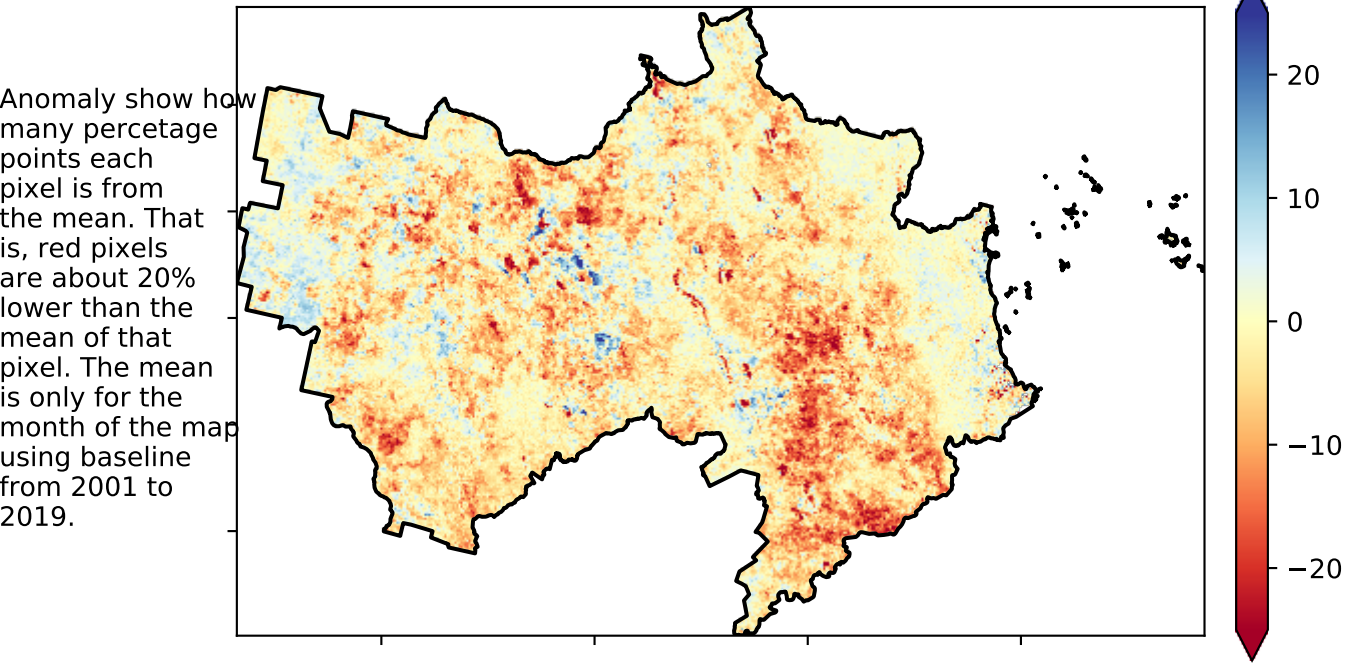 Anomaly show how
many percetage
points each
pixel is from
the mean. That
is, red pixels
are about 20%
lower than the
mean of that
pixel. The mean
is only for the
month of the map
using baseline
from 2001 to
2019.
20
10
0
−10
−20